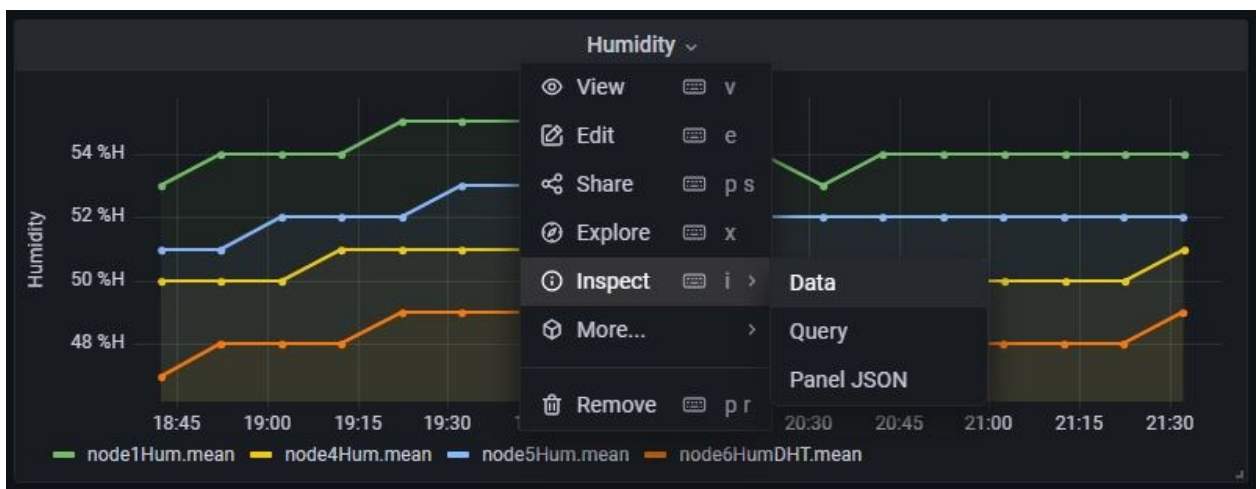 Humidity
View v
Edit e
Share p s
Explore x
Inspect i >
More... >
Remove p r
Data
Query
Panel JSON
Humidity
54 %H
52 %H
50 %H
48 %H
18:45 19:00 19:15 19:30 20:30 20:45 21:00 21:15 21:30
node1Hum.mean node4Hum.mean node5Hum.mean node6HumDHT.mean